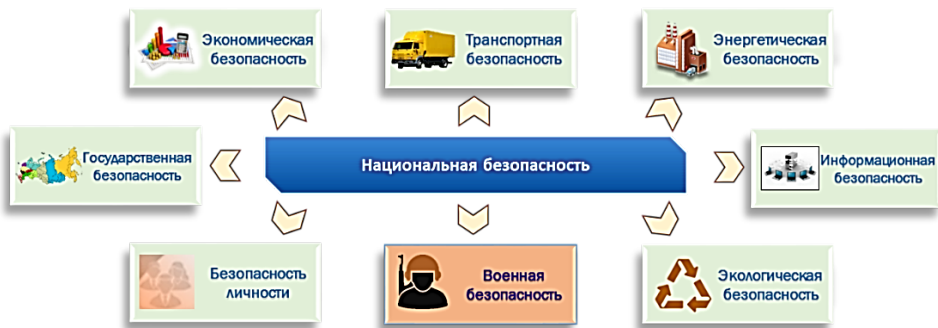 Экономическая
безопасность
Транспортная
безопасность
Энергетическая
безопасность
Государственная
безопасность
Национальная безопасность
Информационная
безопасность
Безопасность
личности
Военная
безопасность
Экологическая
безопасность